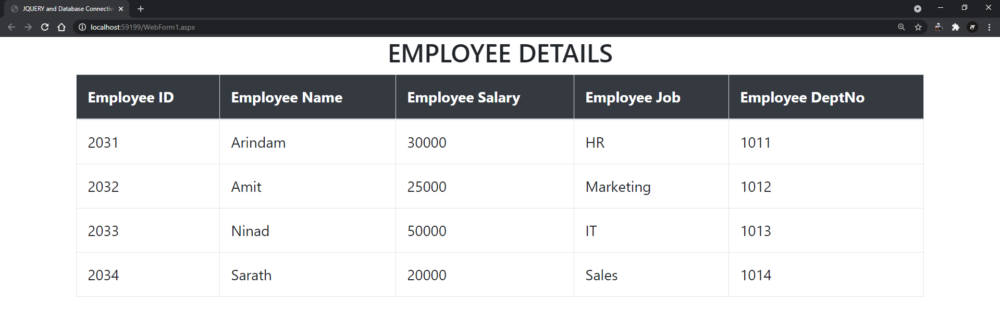 JQUERY and Database Connectiv
localhost:59199/WebForm1.aspx
EMPLOYEE DETAILS
Employee ID Employee Name Employee Salary Employee Job Employee DeptNo
2031 Arindam 30000 HR 1011
2032 Amit 25000 Marketing 1012
2033 Ninad 50000 IT 1013
2034 Sarath 20000 Sales 1014